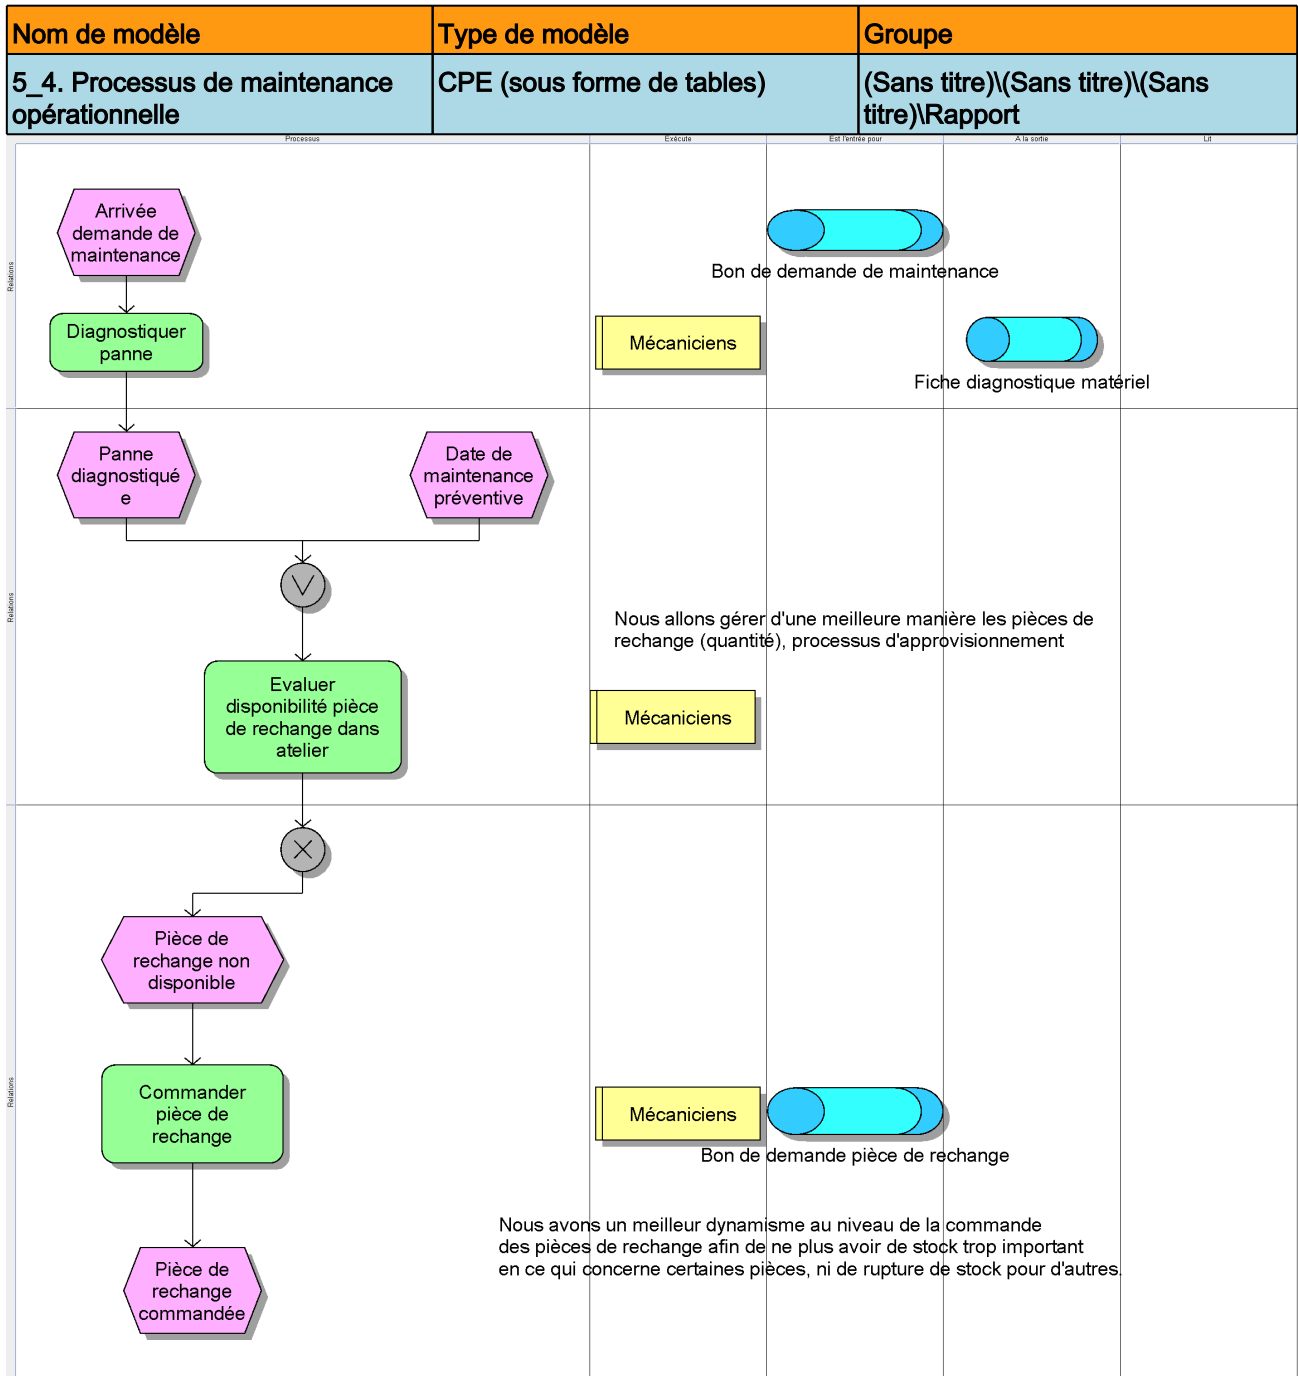 Nom de modèle
Type de modèle
Groupe
5_4. Processus de maintenance
opérationnelle
CPE (sous forme de tables)
(Sans titre)\(Sans titre)\(Sans
titre)\Rapport
Processus
Exécute
Est l'entrée pour
A la sortie
Lit
Relations
Arrivée
demande de
maintenance
Bon de demande de maintenance
Diagnostiquer
panne
Mécaniciens
Fiche diagnostique matériel
Relations
Panne
diagnostiqué
e
Date de
maintenance
préventive
Nous allons gérer d'une meilleure manière les pièces de
rechange (quantité), processus d'approvisionnement
Evaluer
disponibilité pièce
de rechange dans
atelier
Mécaniciens
Relations
Pièce de
rechange non
disponible
Commander
pièce de
rechange
Mécaniciens
Bon de demande pièce de rechange
Nous avons un meilleur dynamisme au niveau de la commande
des pièces de rechange afin de ne plus avoir de stock trop important
en ce qui concerne certaines pièces, ni de rupture de stock pour d'autres.
Pièce de
rechange
commandée